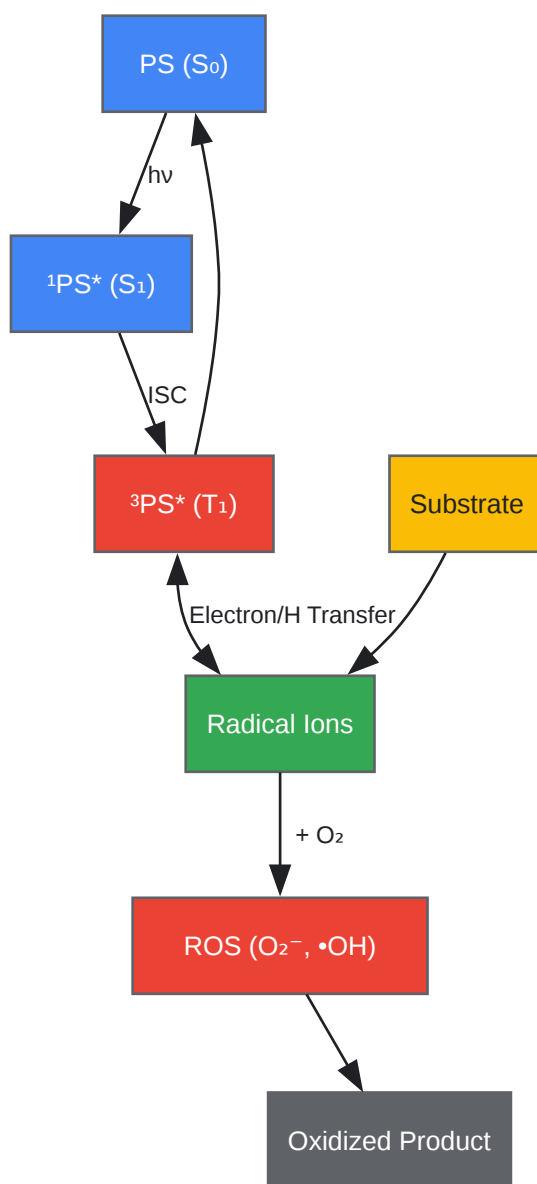 PS (S₀)
hν
¹PS* (S₁)
ISC
³PS* (T₁)
Substrate
Electron/H Transfer
Radical Ions
+ O₂
ROS (O₂⁻, •OH)
Oxidized Product